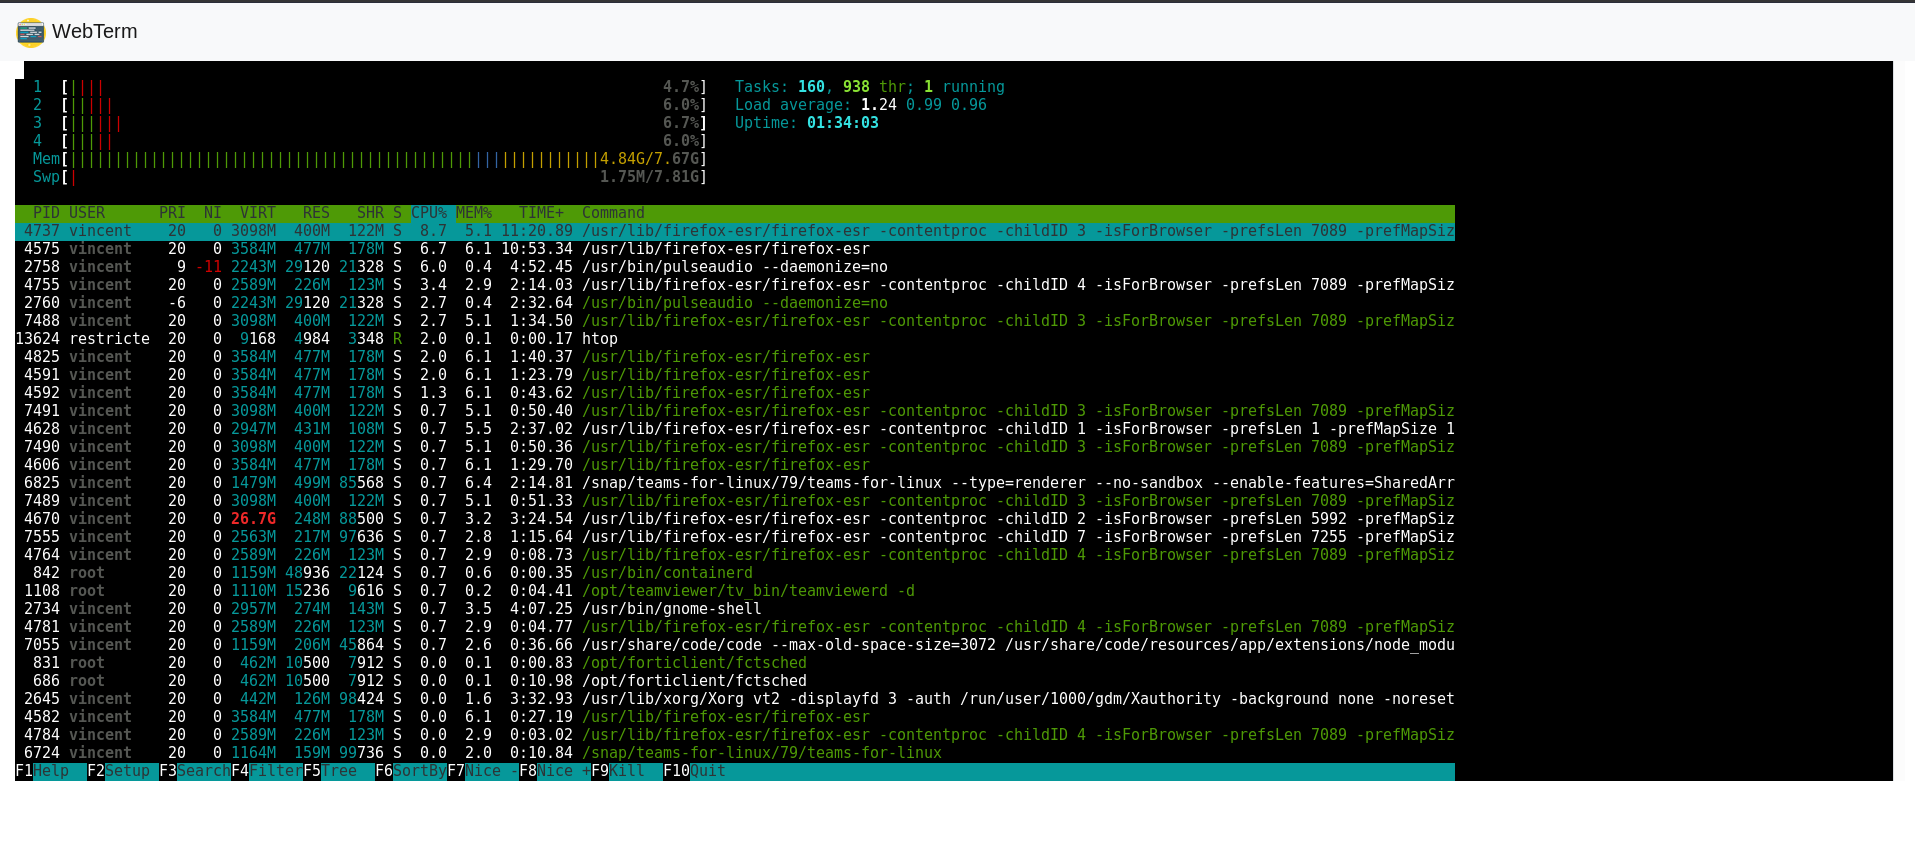 WebTerm
1 [|||| 4.7%] Tasks: 160, 938 thr; 1 running
2 [||||| 6.0%] Load average: 1.24 0.99 0.96
3 [|||||| 6.7%] Uptime: 01:34:03
4 [||||| 6.0%]
Mem[|||||||||||||||||||||||||||||||||||||||||||||||||||||||||||4.84G/7.67G]
Swp[| 1.75M/7.81G]
PID USER PRI NI VIRT RES SHR S CPU% MEM% TIME+ Command
4737 vincent 20 0 3098M 400M 122M S 8.7 5.1 11:20.89 /usr/lib/firefox-esr/firefox-esr -contentproc -childID 3 -isForBrowser -prefsLen 7089 -prefMapSiz
4575 vincent 20 0 3584M 477M 178M S 6.7 6.1 10:53.34 /usr/lib/firefox-esr/firefox-esr
2758 vincent 9 -11 2243M 29120 21328 S 6.0 0.4 4:52.45 /usr/bin/pulseaudio --daemonize=no
4755 vincent 20 0 2589M 226M 123M S 3.4 2.9 2:14.03 /usr/lib/firefox-esr/firefox-esr -contentproc -childID 4 -isForBrowser -prefsLen 7089 -prefMapSiz
2760 vincent -6 0 2243M 29120 21328 S 2.7 0.4 2:32.64 /usr/bin/pulseaudio --daemonize=no
7488 vincent 20 0 3098M 400M 122M S 2.7 5.1 1:34.50 /usr/lib/firefox-esr/firefox-esr -contentproc -childID 3 -isForBrowser -prefsLen 7089 -prefMapSiz
13624 restricte 20 0 9168 4984 3348 R 2.0 0.1 0:00.17 htop
4825 vincent 20 0 3584M 477M 178M S 2.0 6.1 1:40.37 /usr/lib/firefox-esr/firefox-esr
4591 vincent 20 0 3584M 477M 178M S 2.0 6.1 1:23.79 /usr/lib/firefox-esr/firefox-esr
4592 vincent 20 0 3584M 477M 178M S 1.3 6.1 0:43.62 /usr/lib/firefox-esr/firefox-esr
7491 vincent 20 0 3098M 400M 122M S 0.7 5.1 0:50.40 /usr/lib/firefox-esr/firefox-esr -contentproc -childID 3 -isForBrowser -prefsLen 7089 -prefMapSiz
4628 vincent 20 0 2947M 431M 108M S 0.7 5.5 2:37.02 /usr/lib/firefox-esr/firefox-esr -contentproc -childID 1 -isForBrowser -prefsLen 1 -prefMapSize 1
7490 vincent 20 0 3098M 400M 122M S 0.7 5.1 0:50.36 /usr/lib/firefox-esr/firefox-esr -contentproc -childID 3 -isForBrowser -prefsLen 7089 -prefMapSiz
4606 vincent 20 0 3584M 477M 178M S 0.7 6.1 1:29.70 /usr/lib/firefox-esr/firefox-esr
6825 vincent 20 0 1479M 499M 85568 S 0.7 6.4 2:14.81 /snap/teams-for-linux/79/teams-for-linux --type=renderer --no-sandbox --enable-features=SharedArr
7489 vincent 20 0 3098M 400M 122M S 0.7 5.1 0:51.33 /usr/lib/firefox-esr/firefox-esr -contentproc -childID 3 -isForBrowser -prefsLen 7089 -prefMapSiz
4670 vincent 20 0 26.7G 248M 88500 S 0.7 3.2 3:24.54 /usr/lib/firefox-esr/firefox-esr -contentproc -childID 2 -isForBrowser -prefsLen 5992 -prefMapSiz
7555 vincent 20 0 2563M 217M 97636 S 0.7 2.8 1:15.64 /usr/lib/firefox-esr/firefox-esr -contentproc -childID 7 -isForBrowser -prefsLen 7255 -prefMapSiz
4764 vincent 20 0 2589M 226M 123M S 0.7 2.9 0:08.73 /usr/lib/firefox-esr/firefox-esr -contentproc -childID 4 -isForBrowser -prefsLen 7089 -prefMapSiz
842 root 20 0 1159M 48936 22124 S 0.7 0.6 0:00.35 /usr/bin/containerd
1108 root 20 0 1110M 15236 9616 S 0.7 0.2 0:04.41 /opt/teamviewer/tv_bin/teamviewerd -d
2734 vincent 20 0 2957M 274M 143M S 0.7 3.5 4:07.25 /usr/bin/gnome-shell
4781 vincent 20 0 2589M 226M 123M S 0.7 2.9 0:04.77 /usr/lib/firefox-esr/firefox-esr -contentproc -childID 4 -isForBrowser -prefsLen 7089 -prefMapSiz
7055 vincent 20 0 1159M 206M 45864 S 0.7 2.6 0:36.66 /usr/share/code/code --max-old-space-size=3072 /usr/share/code/resources/app/extensions/node_modu
831 root 20 0 462M 10500 7912 S 0.0 0.1 0:00.83 /opt/forticlient/fctsched
686 root 20 0 462M 10500 7912 S 0.0 0.1 0:10.98 /opt/forticlient/fctsched
2645 vincent 20 0 442M 126M 98424 S 0.0 1.6 3:32.93 /usr/lib/xorg/Xorg vt2 -displayfd 3 -auth /run/user/1000/gdm/Xauthority -background none -noreset
4582 vincent 20 0 3584M 477M 178M S 0.0 6.1 0:27.19 /usr/lib/firefox-esr/firefox-esr
4784 vincent 20 0 2589M 226M 123M S 0.0 2.9 0:03.02 /usr/lib/firefox-esr/firefox-esr -contentproc -childID 4 -isForBrowser -prefsLen 7089 -prefMapSiz
6724 vincent 20 0 1164M 159M 99736 S 0.0 2.0 0:10.84 /snap/teams-for-linux/79/teams-for-linux
F1Help F2Setup F3SearchF4FilterF5Tree F6SortByF7Nice -F8Nice +F9Kill F10Quit